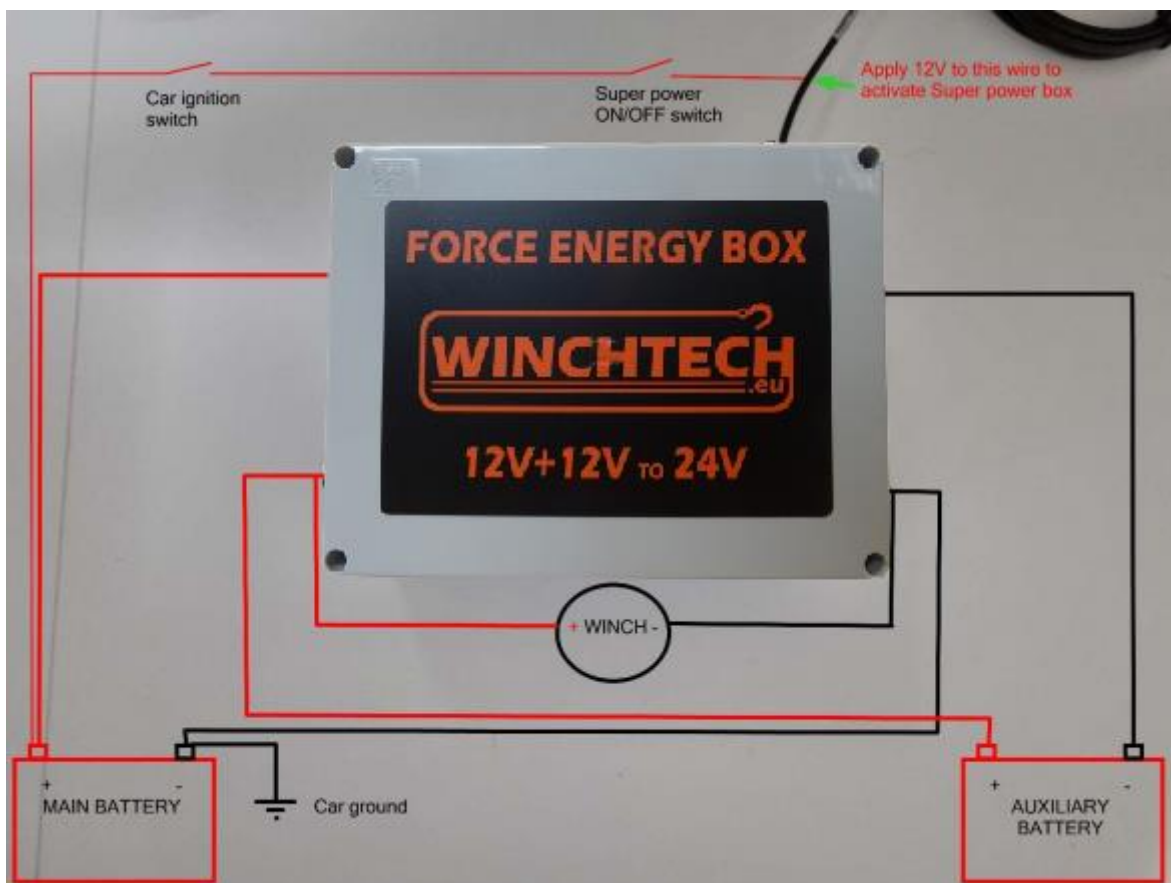 Car ignition
switch
Super power
ON/OFF switch
Apply 12V to this wire to
activate Super power box
FORCE ENERGY BOX
WINCHTECH
.eu
12V+12V TO 24V
+ WINCH -
+ -
MAIN BATTERY
Car ground
+ -
AUXILIARY
BATTERY